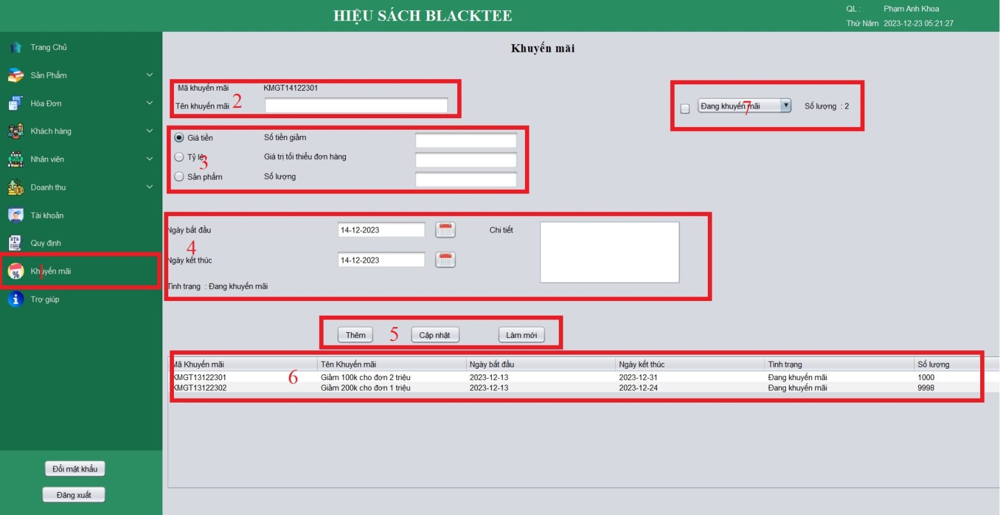 HIỆU SÁCH BLACKTEE
QL : Phạm Anh Khoa
Thứ Năm 2023-12-23 05:21:27
Trang Chủ
Sản Phẩm
Hóa Đơn
Khách hàng
Nhân viên
Doanh thu
Tài khoản
Quy định
1
Khuyến mãi
Trợ giúp
Đổi mật khẩu
Đăng xuất
Khuyến mãi
Mã khuyến mãi KMGT14122301
2
Tên khuyến mãi
Đang khuyến mãi 7 Số lượng : 2
Giá tiền Số tiền giảm
Tỷ lệ Giá trị tối thiểu đơn hàng
3
Sản phẩm Số lượng
Ngày bắt đầu 14-12-2023 Chi tiết
4
Ngày kết thúc 14-12-2023
Tình trạng : Đang khuyến mãi
Thêm 5 Cập nhật Làm mới
Mã Khuyến mãi Tên Khuyến mãi Ngày bắt đầu Ngày kết thúc Tình trạng Số lượng
6
KMGT13122301 Giảm 100k cho đơn 2 triệu 2023-12-13 2023-12-31 Đang khuyến mãi 1000
KMGT13122302 Giảm 200k cho đơn 1 triệu 2023-12-13 2023-12-24 Đang khuyến mãi 9998